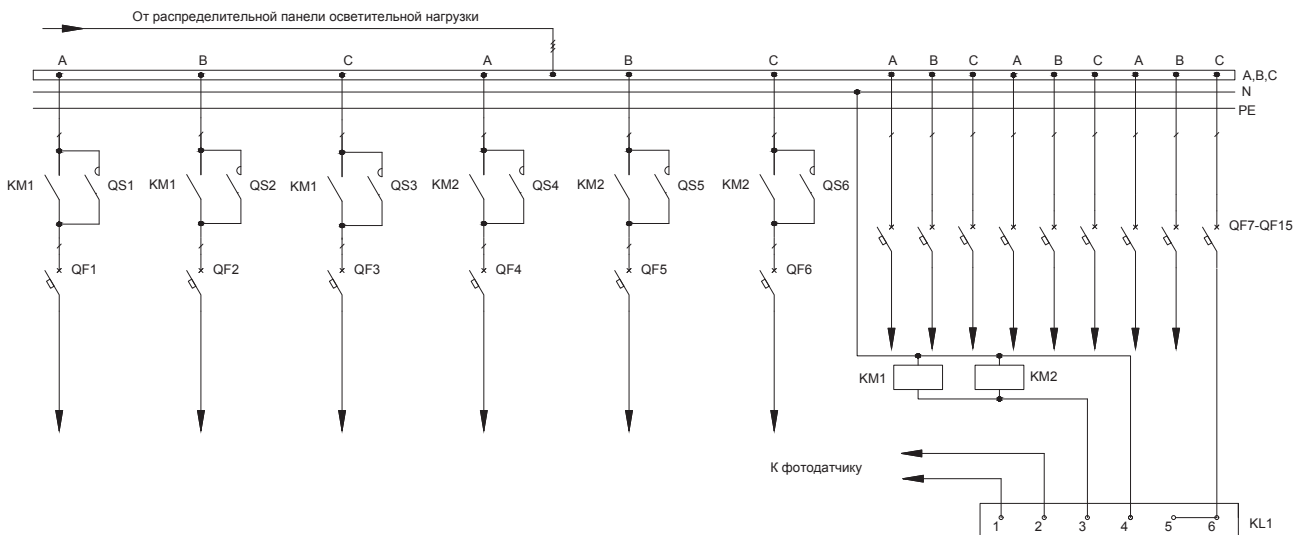 От распределительной панели осветительной нагрузки
A B C A B C A B C A B C A B C
A,B,C
N
PE
KM1 QS1 KM1 QS2 KM1 QS3 KM2 QS4 KM2 QS5 KM2 QS6
QF7-QF15
QF1 QF2 QF3 QF4 QF5 QF6
KM1 KM2
К фотодатчику
1 2 3 4 5 6 KL1